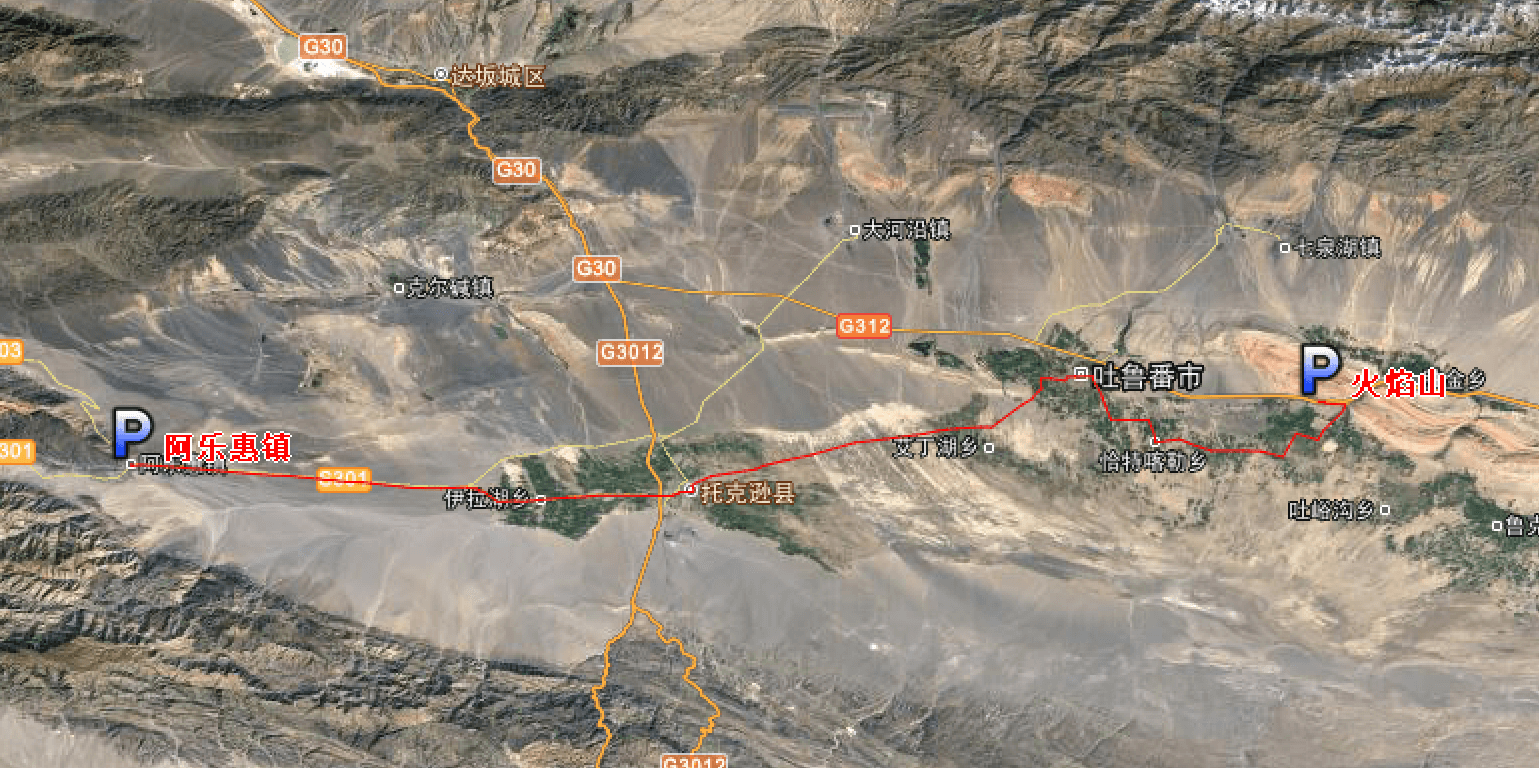 G30
达坂城区
G30
大河沿镇
七泉湖镇
G30
克尔碱镇
G312
03
G3012
P
火焰山
金乡
吐鲁番市
P
阿乐惠镇
301
S301
艾丁湖乡
恰特喀勒乡
伊拉湖乡
托克逊县
吐峪沟乡
鲁克
G3012